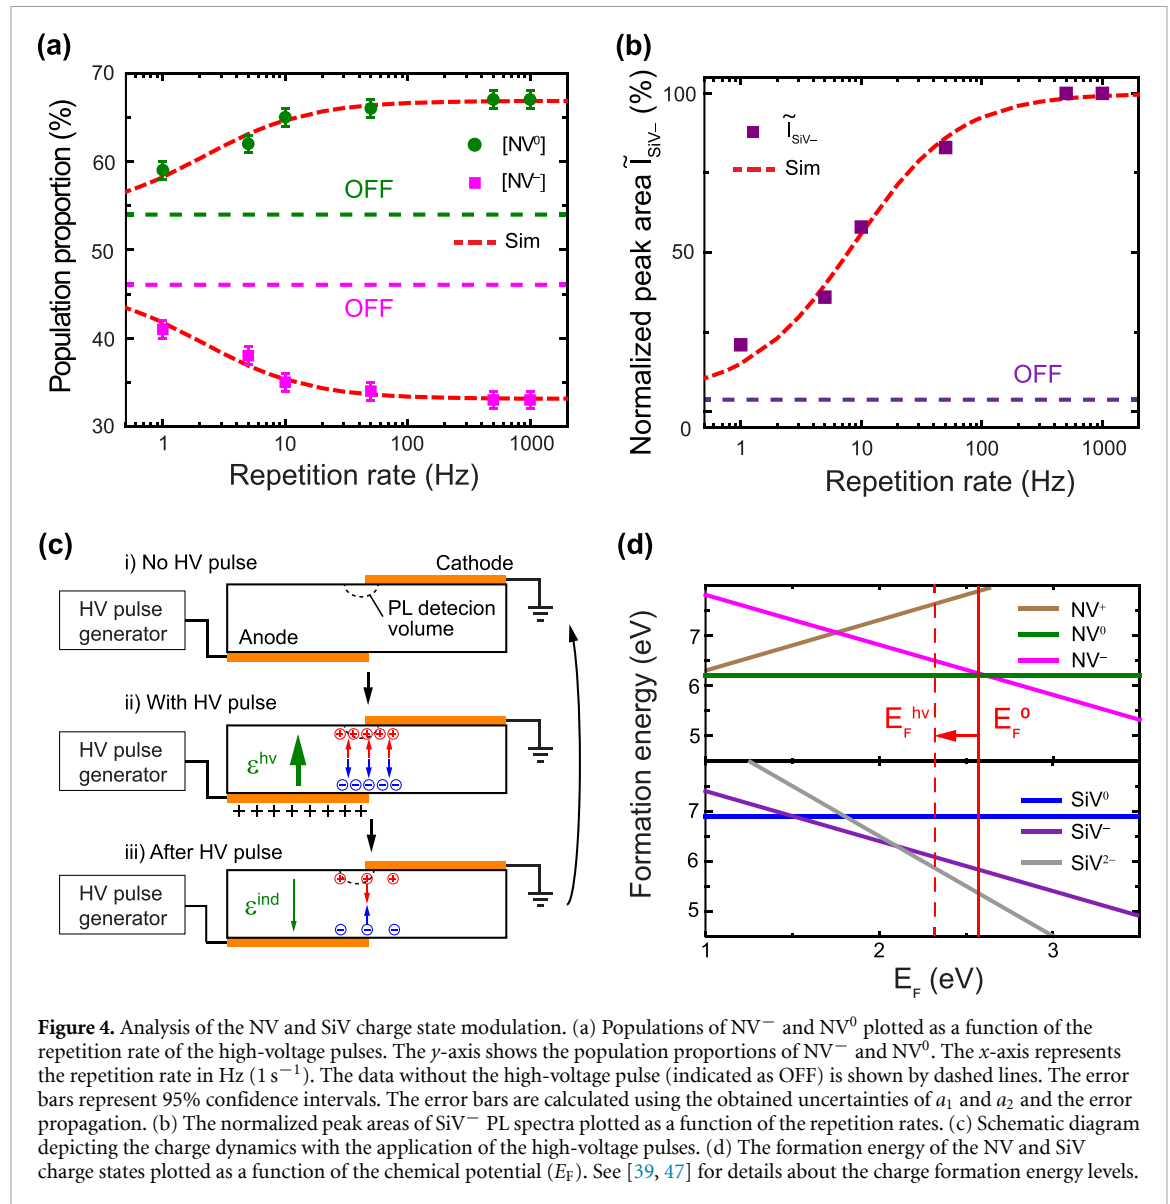 (a)
70
60
50
40
30
Population proportion (%)
[NV⁰]
[NV⁻]
OFF
Sim
OFF
1
10
100
1000
Repetition rate (Hz)
(b)
100
50
0
Normalized peak area ĨSiV– (%)
ĨSiV–
Sim
OFF
1
10
100
1000
Repetition rate (Hz)
(c)
i) No HV pulse
Cathode
HV pulse
generator
PL detecion
volume
Anode
ii) With HV pulse
HV pulse
generator
εhv
+ + + + + + + +
iii) After HV pulse
HV pulse
generator
εind
(d)
Formation energy (eV)
7
6
5
NV⁺
NV⁰
NV⁻
EFhv
EF0
7
6
5
SiV⁰
SiV⁻
SiV²⁻
1
2
3
EF (eV)
Figure 4. Analysis of the NV and SiV charge state modulation. (a) Populations of NV− and NV0 plotted as a function of the
repetition rate of the high-voltage pulses. The y-axis shows the population proportions of NV− and NV0. The x-axis represents
the repetition rate in Hz (1 s−1). The data without the high-voltage pulse (indicated as OFF) is shown by dashed lines. The error
bars represent 95% confidence intervals. The error bars are calculated using the obtained uncertainties of a1 and a2 and the error
propagation. (b) The normalized peak areas of SiV− PL spectra plotted as a function of the repetition rates. (c) Schematic diagram
depicting the charge dynamics with the application of the high-voltage pulses. (d) The formation energy of the NV and SiV
charge states plotted as a function of the chemical potential (EF). See [39, 47] for details about the charge formation energy levels.